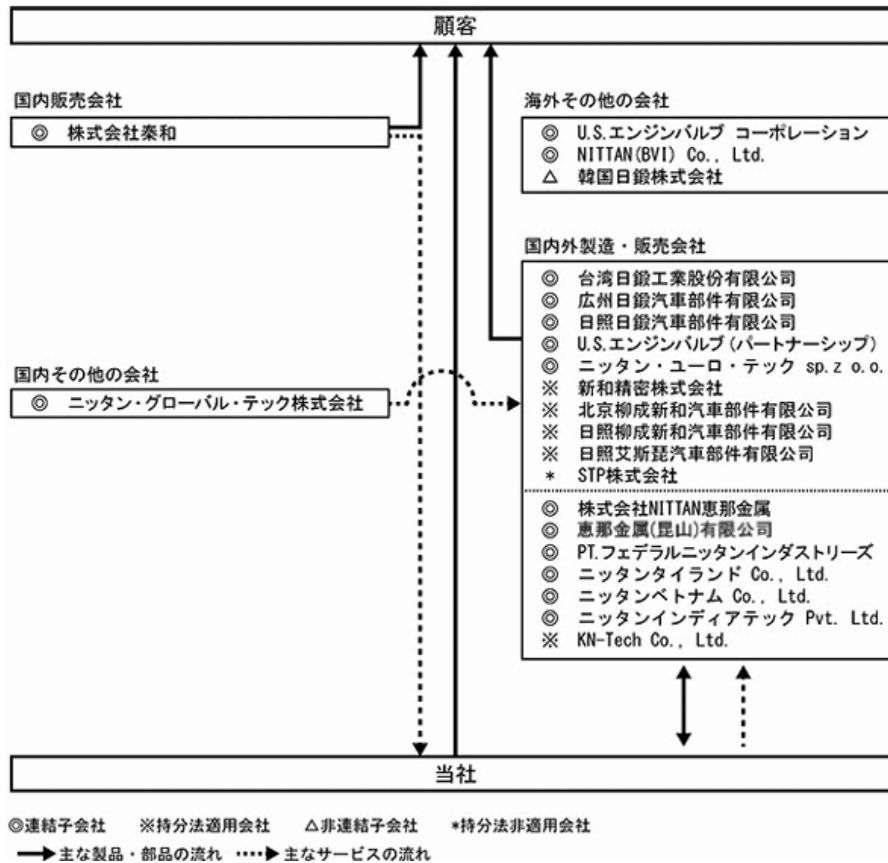 顧客
国内販売会社
◎ 株式会社秦和
海外その他の会社
◎ U.S.エンジンバルブ コーポレーション
◎ NITTAN(BVI) Co., Ltd.
△ 韓国日鍛株式会社
国内外製造・販売会社
◎ 台湾日鍛工業股份有限公司
◎ 広州日鍛汽車部件有限公司
◎ 日照日鍛汽車部件有限公司
◎ U.S.エンジンバルブ(パートナーシップ)
◎ ニッタン・ユーロ・テック sp.z o.o.
※ 新和精密株式会社
※ 北京柳成新和汽車部件有限公司
※ 日照柳成新和汽車部件有限公司
※ 日照艾斯琵汽車部件有限公司
* STP株式会社
◎ 株式会社NITTAN恵那金属
◎ 恵那金属(昆山)有限公司
◎ PT.フェデラルニッタンインダストリーズ
◎ ニッタンタイランド Co., Ltd.
◎ ニッタンベトナム Co., Ltd.
◎ ニッタンインディアテック Pvt. Ltd.
※ KN-Tech Co., Ltd.
国内その他の会社
◎ ニッタン・グローバル・テック株式会社
当社
◎連結子会社 ※持分法適用会社 △非連結子会社 *持分法非適用会社
主な製品・部品の流れ 主なサービスの流れ